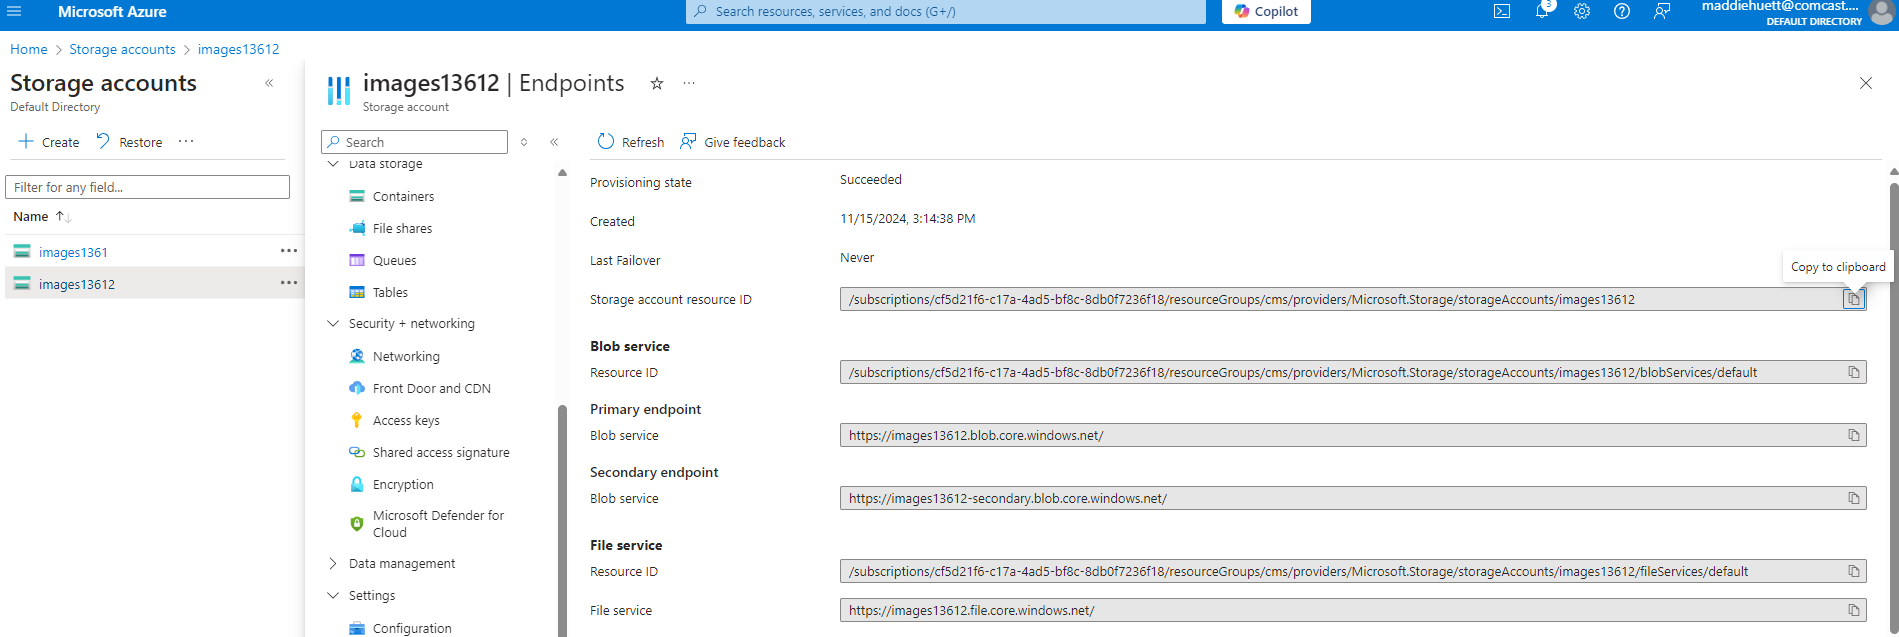 Microsoft Azure
Search resources, services, and docs (G+/)
Copilot
3
maddiehuett@comcast....
DEFAULT DIRECTORY
Home > Storage accounts > images13612
Storage accounts
Default Directory
Create
Restore
Filter for any field...
Name
images1361
images13612
images13612 | Endpoints
Storage account
Search
Data storage
Containers
File shares
Queues
Tables
Security + networking
Networking
Front Door and CDN
Access keys
Shared access signature
Encryption
Microsoft Defender for
Cloud
Data management
Settings
Configuration
Refresh
Give feedback
Provisioning state
Succeeded
Created
11/15/2024, 3:14:38 PM
Last Failover
Never
Copy to clipboard
Storage account resource ID
/subscriptions/cf5d21f6-c17a-4ad5-bf8c-8db0f7236f18/resourceGroups/cms/providers/Microsoft.Storage/storageAccounts/images13612
Blob service
Resource ID
/subscriptions/cf5d21f6-c17a-4ad5-bf8c-8db0f7236f18/resourceGroups/cms/providers/Microsoft.Storage/storageAccounts/images13612/blobServices/default
Primary endpoint
Blob service
https://images13612.blob.core.windows.net/
Secondary endpoint
Blob service
https://images13612-secondary.blob.core.windows.net/
File service
Resource ID
/subscriptions/cf5d21f6-c17a-4ad5-bf8c-8db0f7236f18/resourceGroups/cms/providers/Microsoft.Storage/storageAccounts/images13612/fileServices/default
File service
https://images13612.file.core.windows.net/